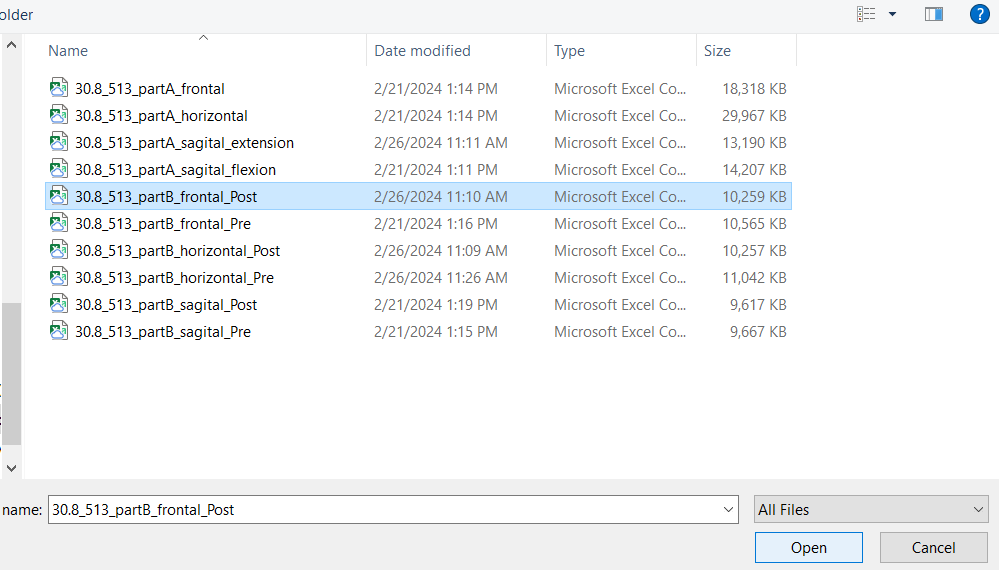 older
?
Name Date modified Type Size
30.8_513_partA_frontal 2/21/2024 1:14 PM Microsoft Excel Co... 18,318 KB
30.8_513_partA_horizontal 2/21/2024 1:14 PM Microsoft Excel Co... 29,967 KB
30.8_513_partA_sagital_extension 2/26/2024 11:11 AM Microsoft Excel Co... 13,190 KB
30.8_513_partA_sagital_flexion 2/21/2024 1:11 PM Microsoft Excel Co... 14,207 KB
30.8_513_partB_frontal_Post 2/26/2024 11:10 AM Microsoft Excel Co... 10,259 KB
30.8_513_partB_frontal_Pre 2/21/2024 1:16 PM Microsoft Excel Co... 10,565 KB
30.8_513_partB_horizontal_Post 2/26/2024 11:09 AM Microsoft Excel Co... 10,257 KB
30.8_513_partB_horizontal_Pre 2/26/2024 11:26 AM Microsoft Excel Co... 11,042 KB
30.8_513_partB_sagital_Post 2/21/2024 1:19 PM Microsoft Excel Co... 9,617 KB
30.8_513_partB_sagital_Pre 2/21/2024 1:15 PM Microsoft Excel Co... 9,667 KB
name: 30.8_513_partB_frontal_Post All Files
Open Cancel